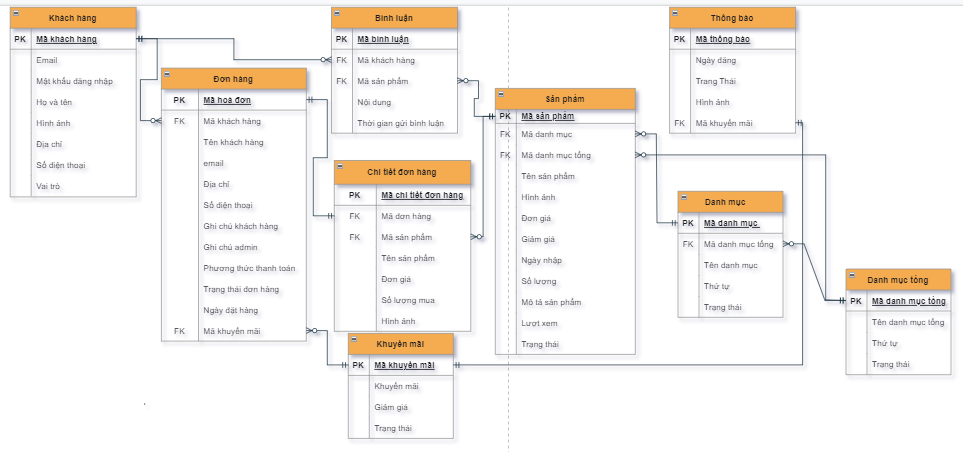 Khách hàng
PK Mã khách hàng
Email
Mật khẩu đăng nhập
Họ và tên
Hình ảnh
Địa chỉ
Số điện thoại
Vai trò
Đơn hàng
PK Mã hoá đơn
FK Mã khách hàng
Tên khách hàng
email
Địa chỉ
Số điện thoại
Ghi chú khách hàng
Ghi chú admin
Phương thức thanh toán
Trạng thái đơn hàng
Ngày đặt hàng
FK Mã khuyến mãi
Bình luận
PK Mã bình luận
FK Mã khách hàng
FK Mã sản phẩm
Nội dung
Thời gian gửi bình luận
Chi tiết đơn hàng
PK Mã chi tiết đơn hàng
FK Mã đơn hàng
FK Mã sản phẩm
Tên sản phẩm
Đơn giá
Số lượng mua
Hình ảnh
Khuyến mãi
PK Mã khuyến mãi
Khuyến mãi
Giảm giá
Trạng thái
Sản phẩm
PK Mã sản phẩm
FK Mã danh mục
FK Mã danh mục tổng
Tên sản phẩm
Hình ảnh
Đơn giá
Giảm giá
Ngày nhập
Số lượng
Mô tả sản phẩm
Lượt xem
Trạng thái
Thông báo
PK Mã thông báo
Ngày đăng
Trạng Thái
Hình ảnh
FK Mã khuyến mãi
Danh mục
PK Mã danh mục
FK Mã danh mục tổng
Tên danh mục
Thứ tự
Trạng thái
Danh mục tổng
PK Mã danh mục tổng
Tên danh mục tổng
Thứ tự
Trạng thái